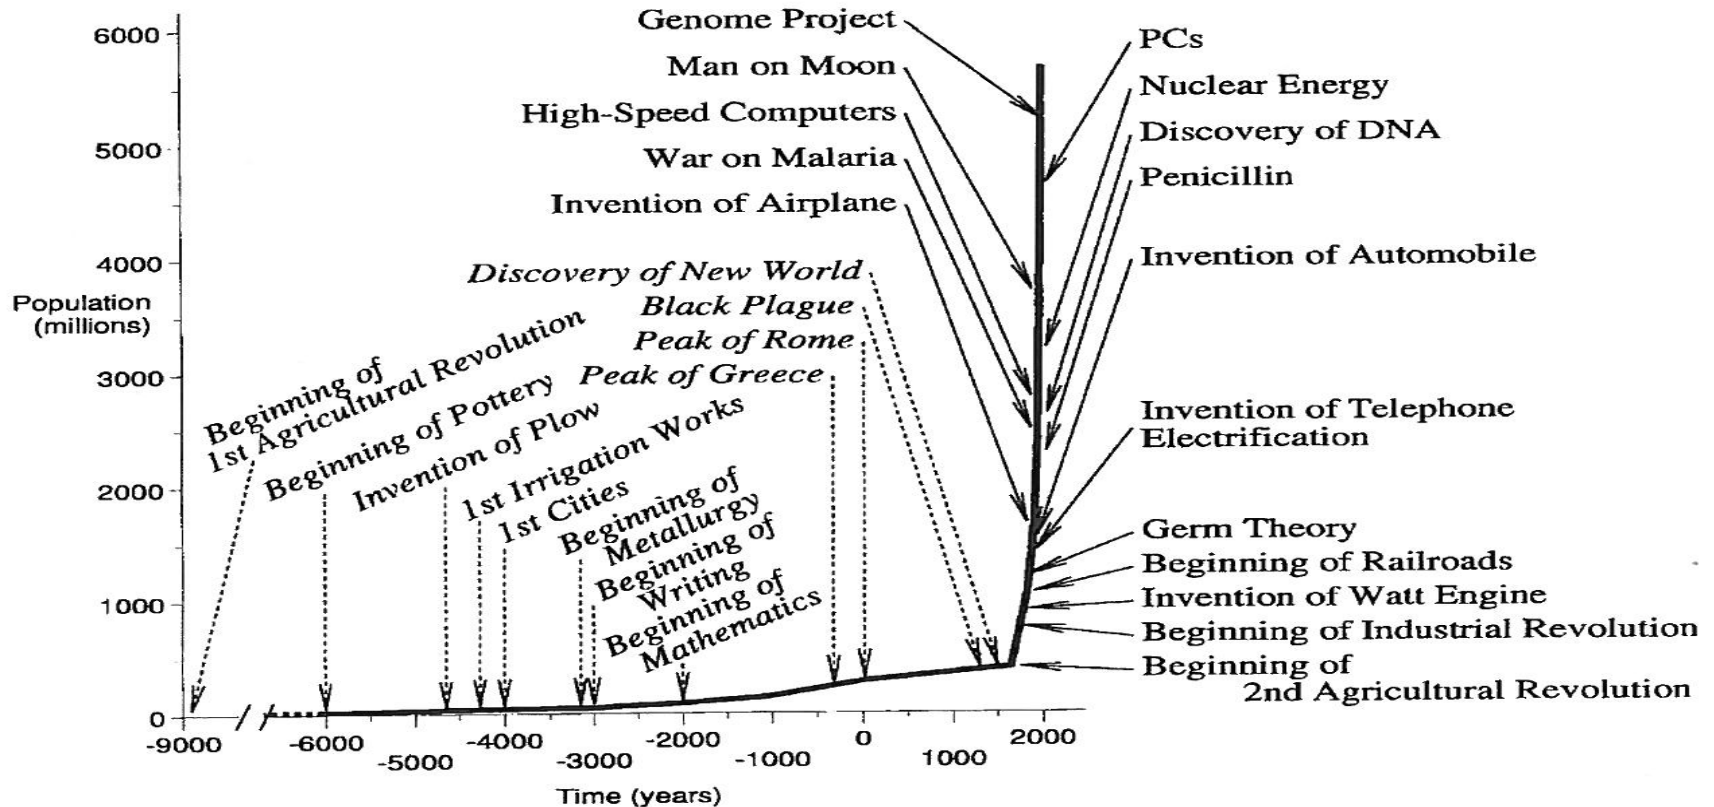 Genome Project
Man on Moon
High-Speed Computers
War on Malaria
Invention of Airplane
Discovery of New World
Black Plague
Peak of Rome
Peak of Greece
PCs
Nuclear Energy
Discovery of DNA
Penicillin
Invention of Automobile
Invention of Telephone
Electrification
Germ Theory
Beginning of Railroads
Invention of Watt Engine
Beginning of Industrial Revolution
Beginning of
2nd Agricultural Revolution
Beginning of
1st Agricultural Revolution
Beginning of Pottery
Invention of Plow
1st Irrigation Works
1st Cities
Beginning of
Metallurgy
Beginning of
Writing
Beginning of
Mathematics
6000
5000
4000
Population
(millions)
3000
2000
1000
0
-9000
-6000
-5000
-4000
-3000
-2000
-1000
0
1000
2000
Time (years)